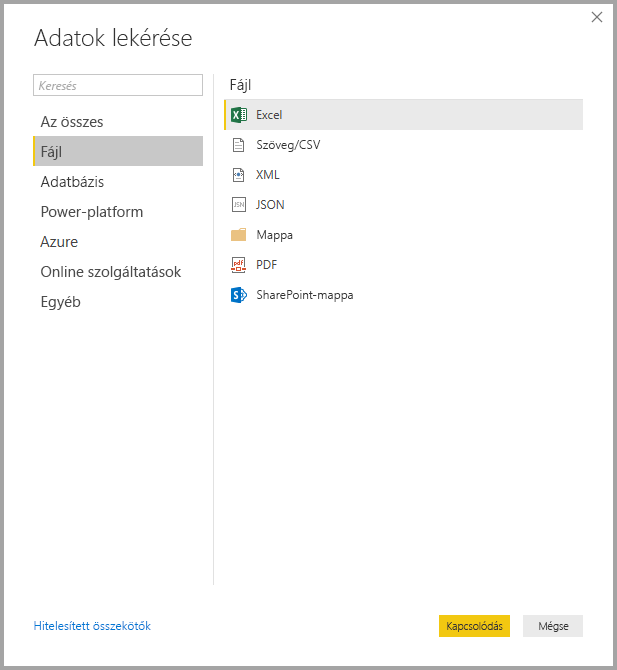 Adatok lekérése
Keresés
Az összes
Fájl
Adatbázis
Power-platform
Azure
Online szolgáltatások
Egyéb
Fájl
Excel
Szöveg/CSV
XML
JSON
Mappa
PDF
SharePoint-mappa
Hitelesített összekötők
Kapcsolódás
Mégse